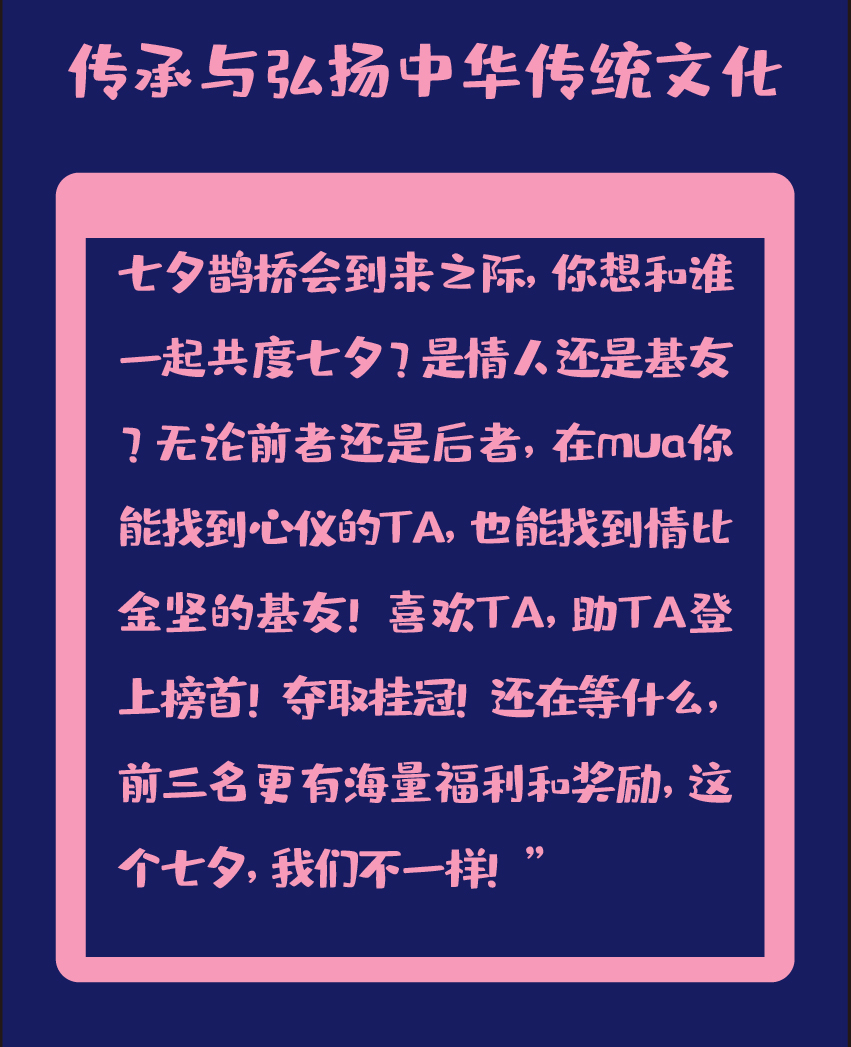 传承与弘扬中华传统文化
七夕鹊桥会到来之际,你想和谁
一起共度七夕?是情人还是基友
?无论前者还是后者,在mua你
能找到心仪的TA,也能找到情比
金坚的基友!喜欢TA,助TA登
上榜首!夺取挂冠!还在等什么,
前三名更有海量福利和奖励,这
个七夕,我们不一样!”